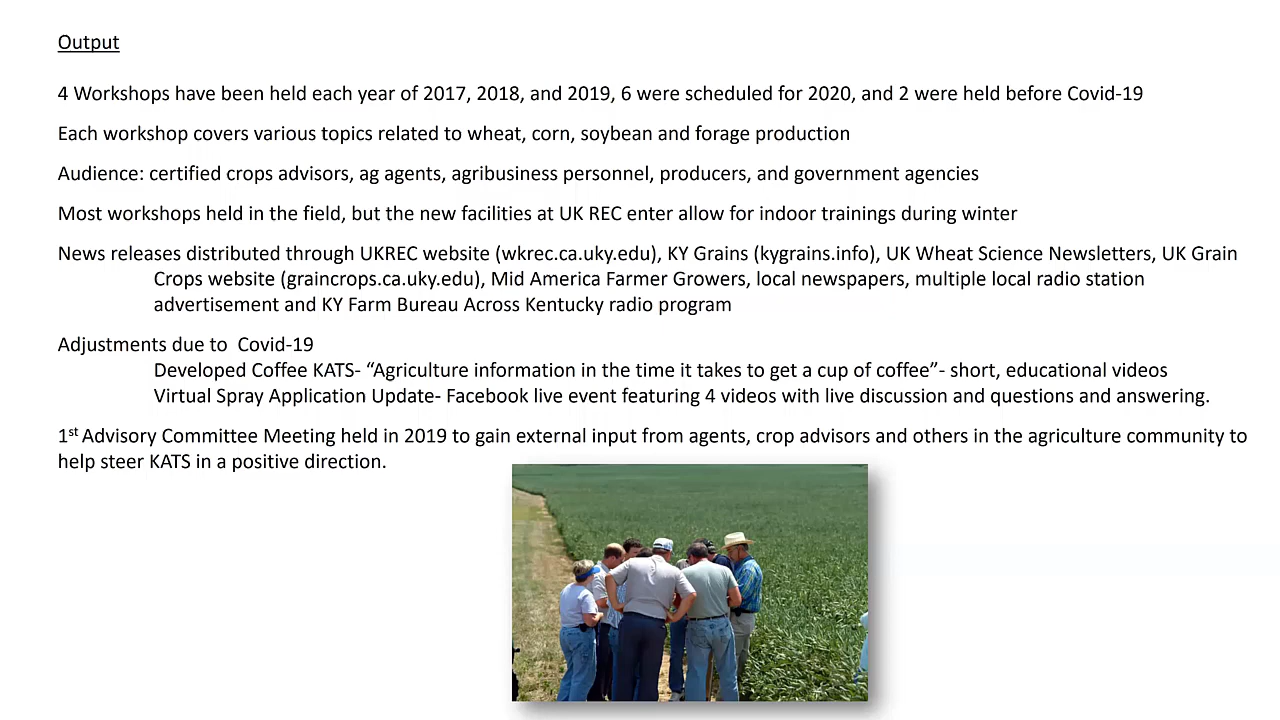 Output
4 Workshops have been held each year of 2017, 2018, and 2019, 6 were scheduled for 2020, and 2 were held before Covid-19
Each workshop covers various topics related to wheat, corn, soybean and forage production
Audience: certified crops advisors, ag agents, agribusiness personnel, producers, and government agencies
Most workshops held in the field, but the new facilities at UK REC enter allow for indoor trainings during winter
News releases distributed through UKREC website (wkrec.ca.uky.edu), KY Grains (kygrains.info), UK Wheat Science Newsletters, UK Grain
Crops website (graincrops.ca.uky.edu), Mid America Farmer Growers, local newspapers, multiple local radio station
advertisement and KY Farm Bureau Across Kentucky radio program
Adjustments due to  Covid-19
Developed Coffee KATS- “Agriculture information in the time it takes to get a cup of coffee”- short, educational videos
Virtual Spray Application Update- Facebook live event featuring 4 videos with live discussion and questions and answering.
1st Advisory Committee Meeting held in 2019 to gain external input from agents, crop advisors and others in the agriculture community to
help steer KATS in a positive direction.